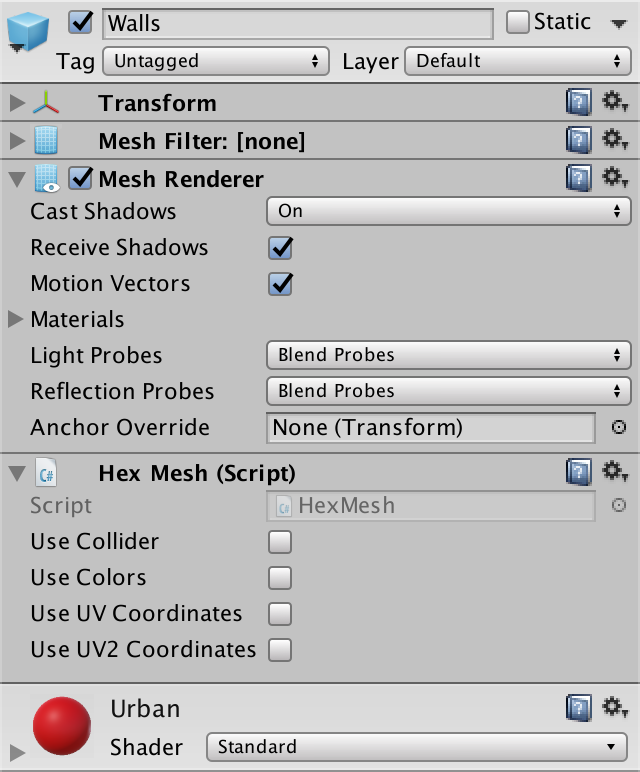 Walls Static
Tag Untagged Layer Default
Transform
Mesh Filter: [none]
Mesh Renderer
Cast Shadows On
Receive Shadows
Motion Vectors
Materials
Light Probes Blend Probes
Reflection Probes Blend Probes
Anchor Override None (Transform)
C# Hex Mesh (Script)
Script C# HexMesh
Use Collider
Use Colors
Use UV Coordinates
Use UV2 Coordinates
Urban
Shader Standard